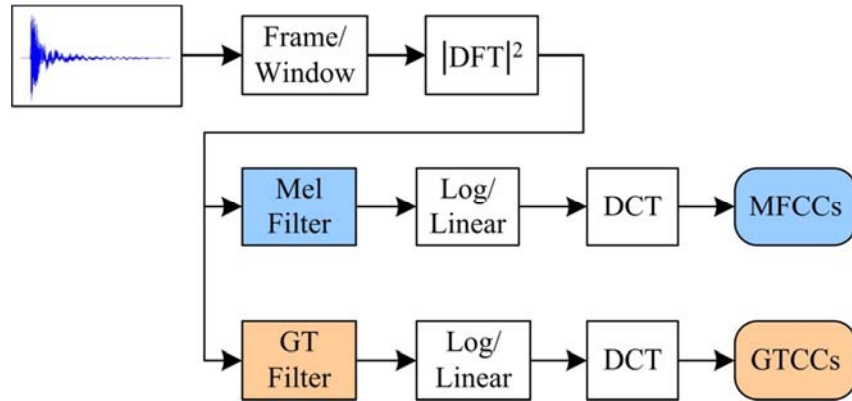 Frame/
Window
|DFT|²
Mel
Filter
Log/
Linear
DCT
MFCCs
GT
Filter
Log/
Linear
DCT
GTCCs